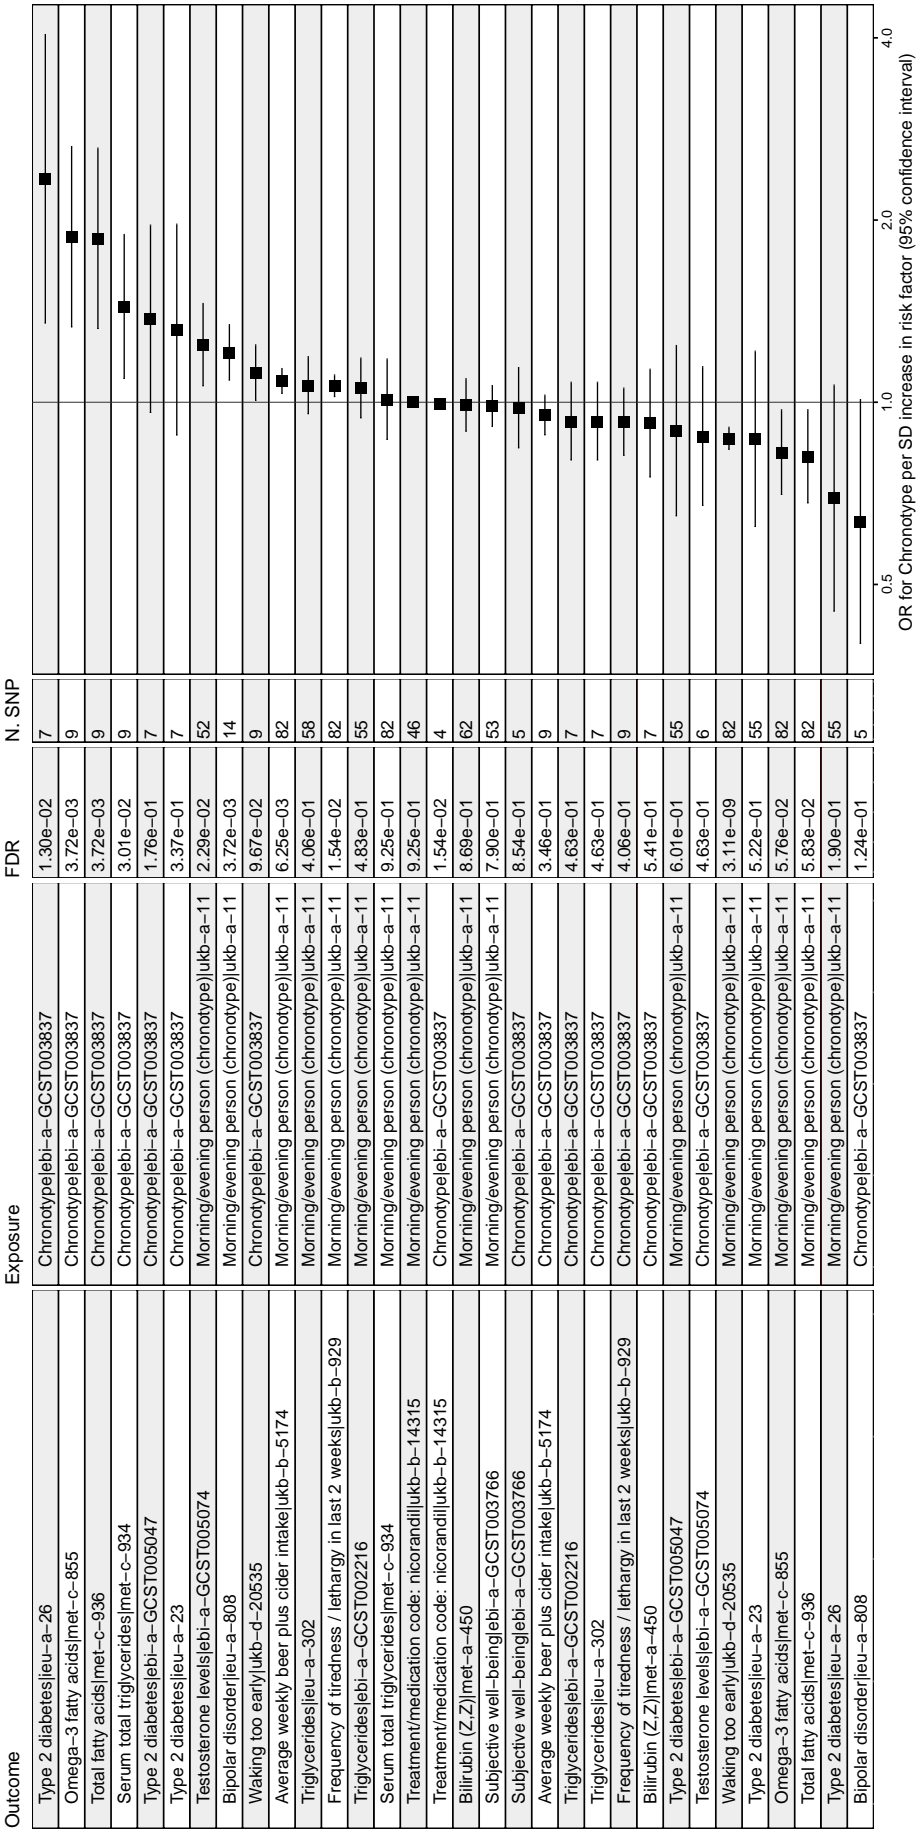 Outcome Exposure FDR N. SNP
Type 2 diabetes|ieu−a−26 Chronotype|ebi−a−GCST003837 1.30e−02 7
Omega−3 fatty acids|met−c−855 Chronotype|ebi−a−GCST003837 3.72e−03 9
Total fatty acids|met−c−936 Chronotype|ebi−a−GCST003837 3.72e−03 9
Serum total triglycerides|met−c−934 Chronotype|ebi−a−GCST003837 3.01e−02 9
Type 2 diabetes|ebi−a−GCST005047 Chronotype|ebi−a−GCST003837 1.76e−01 7
Type 2 diabetes|ieu−a−23 Chronotype|ebi−a−GCST003837 3.37e−01 7
Testosterone levels|ebi−a−GCST005074 Morning/evening person (chronotype)|ukb−a−11 2.29e−02 52
Bipolar disorder|ieu−a−808 Morning/evening person (chronotype)|ukb−a−11 3.72e−03 14
Waking too early|ukb−d−20535 Chronotype|ebi−a−GCST003837 9.67e−02 9
Average weekly beer plus cider intake|ukb−b−5174 Morning/evening person (chronotype)|ukb−a−11 6.25e−03 82
Triglycerides|ieu−a−302 Morning/evening person (chronotype)|ukb−a−11 4.06e−01 58
Frequency of tiredness / lethargy in last 2 weeks|ukb−b−929 Morning/evening person (chronotype)|ukb−a−11 1.54e−02 82
Triglycerides|ebi−a−GCST002216 Morning/evening person (chronotype)|ukb−a−11 4.83e−01 55
Serum total triglycerides|met−c−934 Morning/evening person (chronotype)|ukb−a−11 9.25e−01 82
Treatment/medication code: nicorandil|ukb−b−14315 Morning/evening person (chronotype)|ukb−a−11 9.25e−01 46
Treatment/medication code: nicorandil|ukb−b−14315 Chronotype|ebi−a−GCST003837 1.54e−02 4
Bilirubin (Z,Z)|met−a−450 Morning/evening person (chronotype)|ukb−a−11 8.69e−01 62
Subjective well−being|ebi−a−GCST003766 Morning/evening person (chronotype)|ukb−a−11 7.90e−01 53
Subjective well−being|ebi−a−GCST003766 Chronotype|ebi−a−GCST003837 8.54e−01 5
Average weekly beer plus cider intake|ukb−b−5174 Chronotype|ebi−a−GCST003837 3.46e−01 9
Triglycerides|ebi−a−GCST002216 Chronotype|ebi−a−GCST003837 4.63e−01 7
Triglycerides|ieu−a−302 Chronotype|ebi−a−GCST003837 4.63e−01 7
Frequency of tiredness / lethargy in last 2 weeks|ukb−b−929 Chronotype|ebi−a−GCST003837 4.06e−01 9
Bilirubin (Z,Z)|met−a−450 Chronotype|ebi−a−GCST003837 5.41e−01 7
Type 2 diabetes|ebi−a−GCST005047 Morning/evening person (chronotype)|ukb−a−11 6.01e−01 55
Testosterone levels|ebi−a−GCST005074 Chronotype|ebi−a−GCST003837 4.63e−01 6
Waking too early|ukb−d−20535 Morning/evening person (chronotype)|ukb−a−11 3.11e−09 82
Type 2 diabetes|ieu−a−23 Morning/evening person (chronotype)|ukb−a−11 5.22e−01 55
Omega−3 fatty acids|met−c−855 Morning/evening person (chronotype)|ukb−a−11 5.76e−02 82
Total fatty acids|met−c−936 Morning/evening person (chronotype)|ukb−a−11 5.83e−02 82
Type 2 diabetes|ieu−a−26 Morning/evening person (chronotype)|ukb−a−11 1.90e−01 55
Bipolar disorder|ieu−a−808 Chronotype|ebi−a−GCST003837 1.24e−01 5
0.5 1.0 2.0 4.0
OR for Chronotype per SD increase in risk factor (95% confidence interval)